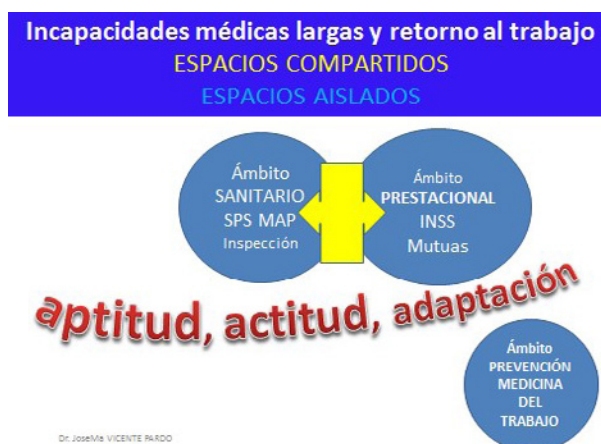 Incapacidades médicas largas y retorno al trabajo
ESPACIOS COMPARTIDOS
ESPACIOS AISLADOS
Ámbito
SANITARIO
SPS MAP
Inspección
Ámbito
PRESTACIONAL
INSS
Mutuas
aptitud, actitud, adaptación
Ámbito
PREVENCIÓN
MEDICINA
DEL
TRABAJO
Dr. JoseMa VICENTE PARDO